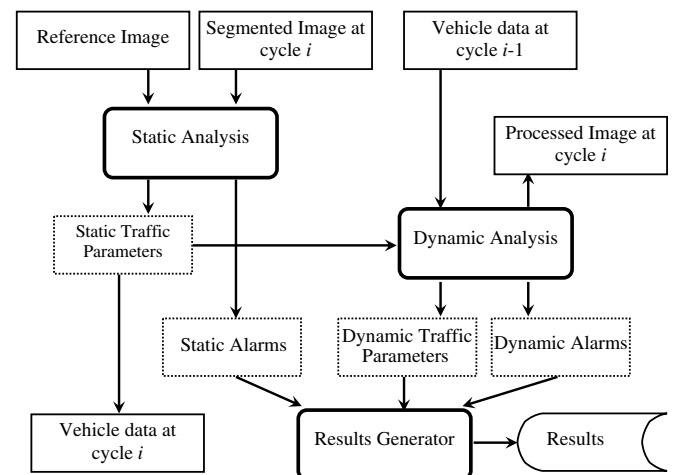 Reference Image
Segmented Image at
cycle i
Vehicle data at
cycle i-1
Static Analysis
Processed Image at
cycle i
Static Traffic
Parameters
Dynamic Analysis
Static Alarms
Dynamic Traffic
Parameters
Dynamic Alarms
Vehicle data at
cycle i
Results Generator
Results